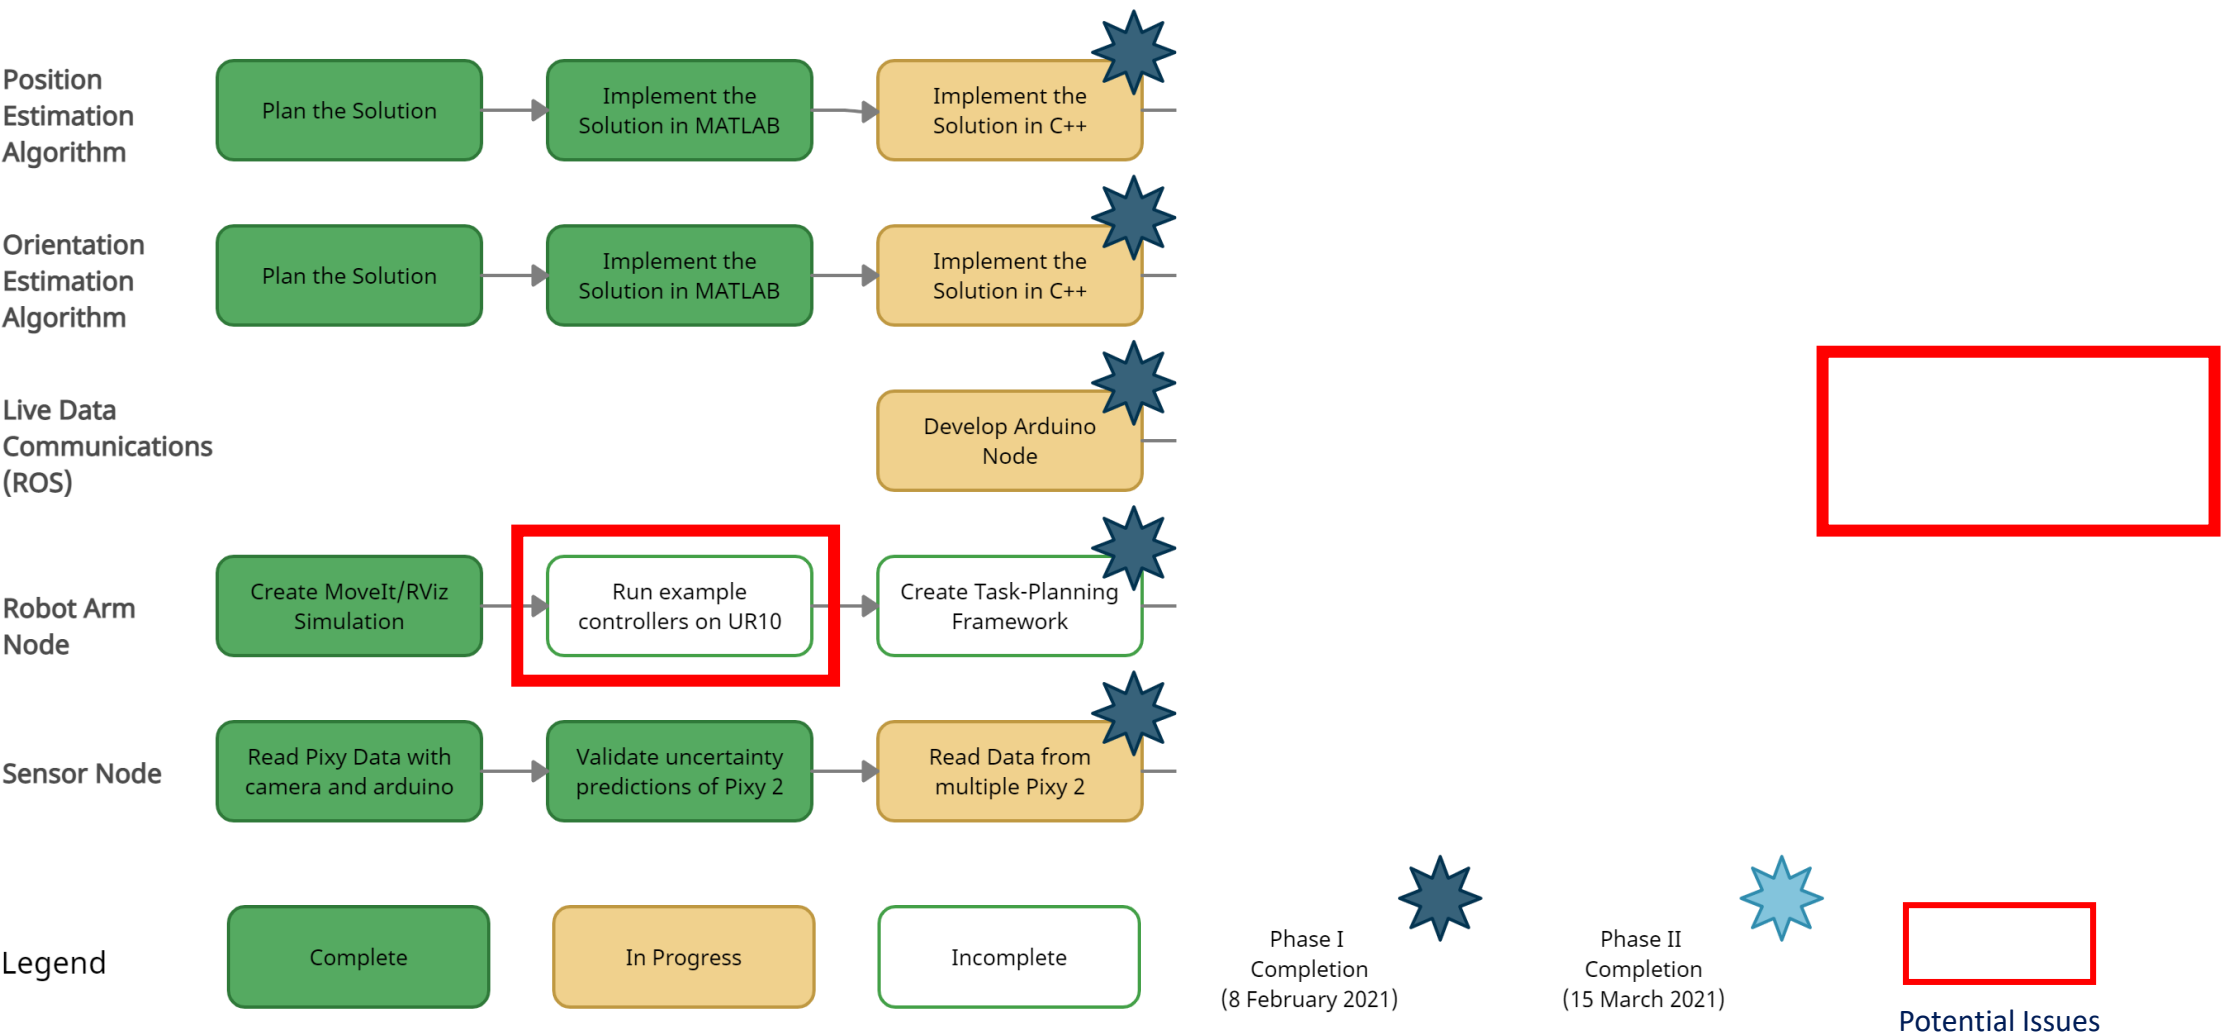 Position
Estimation
Algorithm
Plan the Solution
Implement the
Solution in MATLAB
Implement the
Solution in C++
Orientation
Estimation
Algorithm
Plan the Solution
Implement the
Solution in MATLAB
Implement the
Solution in C++
Live Data
Communications
(ROS)
Develop Arduino
Node
Robot Arm
Node
Create MoveIt/RViz
Simulation
Run example
controllers on UR10
Create Task-Planning
Framework
Sensor Node
Read Pixy Data with
camera and arduino
Validate uncertainty
predictions of Pixy 2
Read Data from
multiple Pixy 2
Legend
Complete
In Progress
Incomplete
Phase I
Completion
(8 February 2021)
Phase II
Completion
(15 March 2021)
Potential Issues